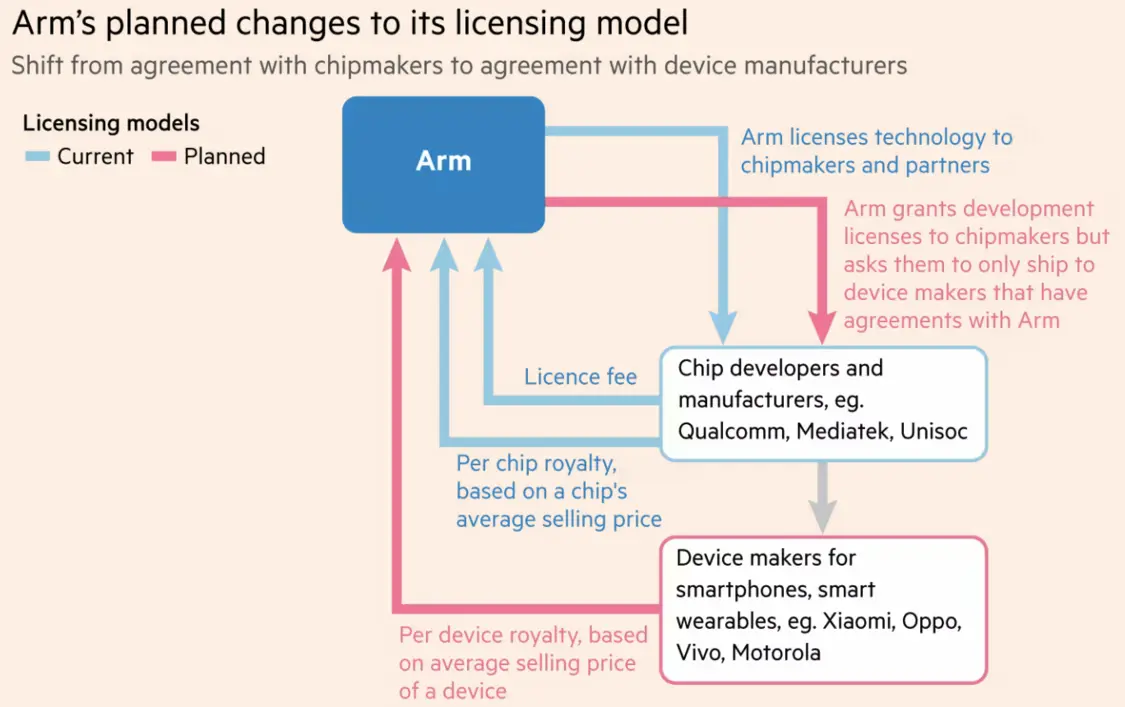 Arm’s planned changes to its licensing model
Shift from agreement with chipmakers to agreement with device manufacturers
Licensing models
Current
Planned
Arm
Arm licenses technology to
chipmakers and partners
Arm grants development
licenses to chipmakers but
asks them to only ship to
device makers that have
agreements with Arm
Licence fee
Chip developers and
manufacturers, eg.
Qualcomm, Mediatek, Unisoc
Per chip royalty,
based on a chip's
average selling price
Device makers for
smartphones, smart
wearables, eg. Xiaomi, Oppo,
Vivo, Motorola
Per device royalty, based
on average selling price
of a device